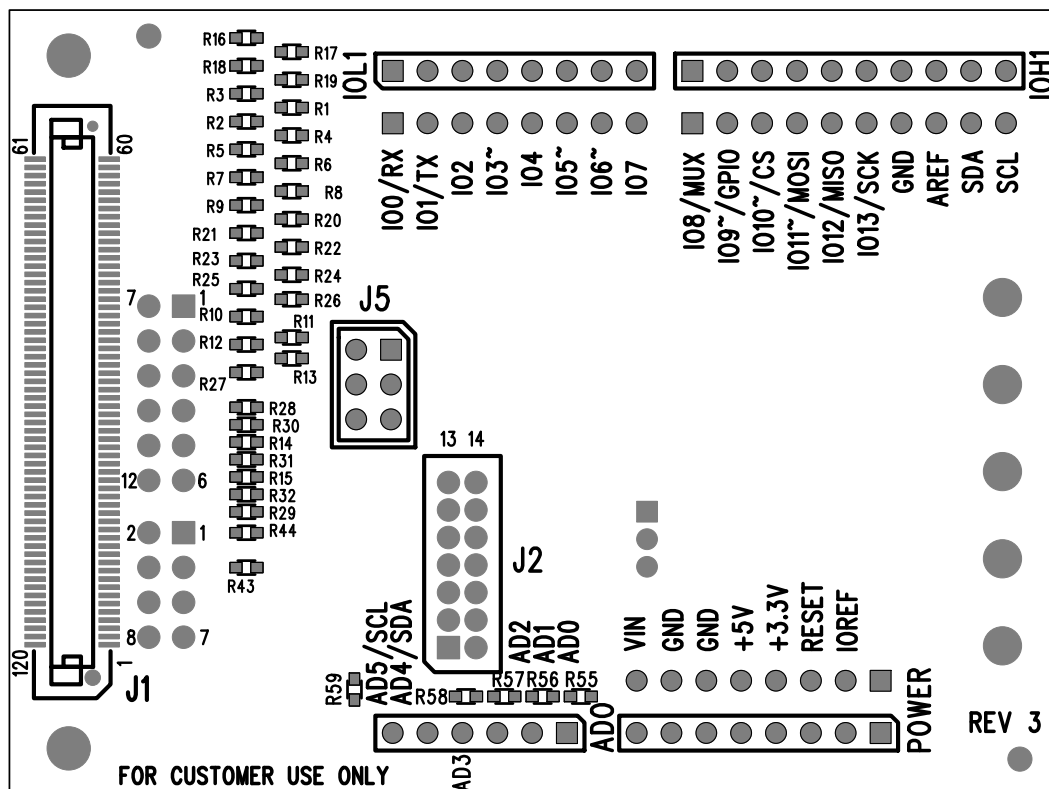 R16
R17
R18
R19
R3
R1
R2
R4
R5
R6
R7
R8
R9
R20
R21
R22
R23
R24
R25
R26
R10
R11
R12
R13
R27
R28
R30
R14
R31
R15
R32
R29
R44
R43
61
60
120
1
J1
7
1
12
6
2
1
8
7
IOL1
IO0/RX
IO1/TX
IO2
IO3~
IO4
IO5~
IO6~
IO7
IOH1
IO8/MUX
IO9~/GPIO
IO10~/CS
IO11~/MOSI
IO12/MISO
IO13/SCK
GND
AREF
SDA
SCL
J5
13 14
J2
R59
AD5/SCL
AD4/SDA
AD2
AD1
AD0
R58
R57
R56
R55
AD0
AD3
VIN
GND
GND
+5V
+3.3V
RESET
IOREF
POWER
REV 3
FOR CUSTOMER USE ONLY